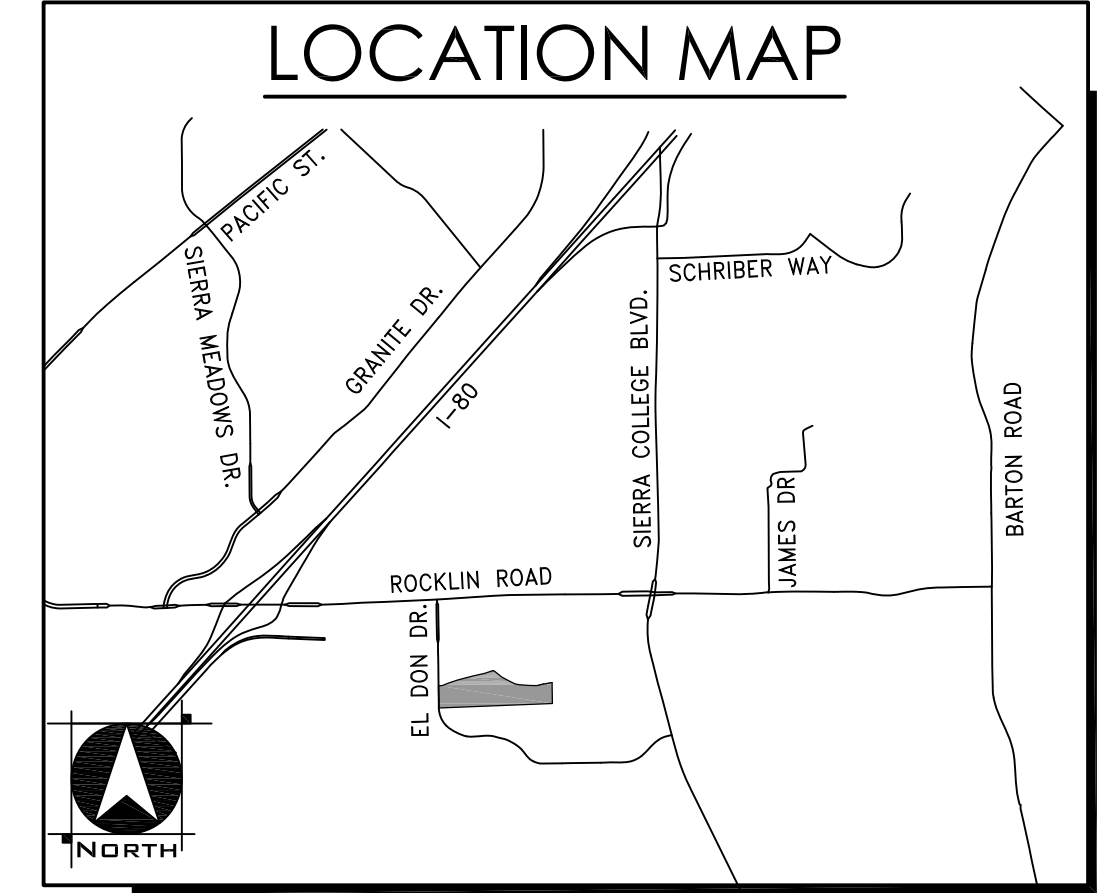 LOCATION MAP
PACIFIC ST.
SIERRA MEADOWS DR.
GRANITE DR.
I-80
SCHRIBER WAY
SIERRA COLLEGE BLVD.
BARTON ROAD
JAMES DR
ROCKLIN ROAD
EL DON DR.
NORTH